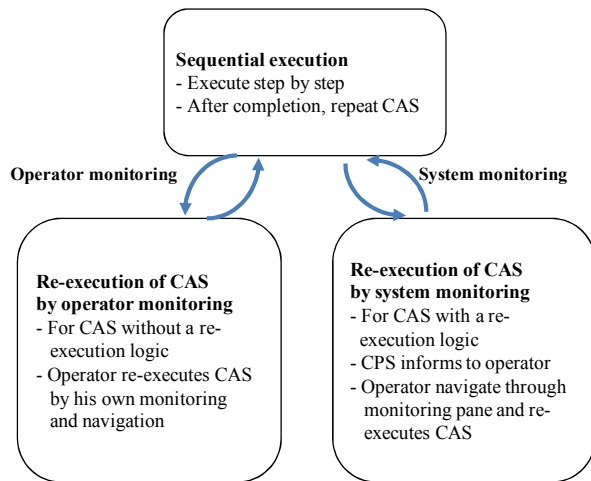 Sequential execution
- Execute step by step
- After completion, repeat CAS
Operator monitoring
System monitoring
Re-execution of CAS
by operator monitoring
- For CAS without a re-
execution logic
- Operator re-executes CAS
by his own monitoring
and navigation
Re-execution of CAS
by system monitoring
- For CAS with a re-
execution logic
- CPS informs to operator
- Operator navigate through
monitoring pane and re-
executes CAS